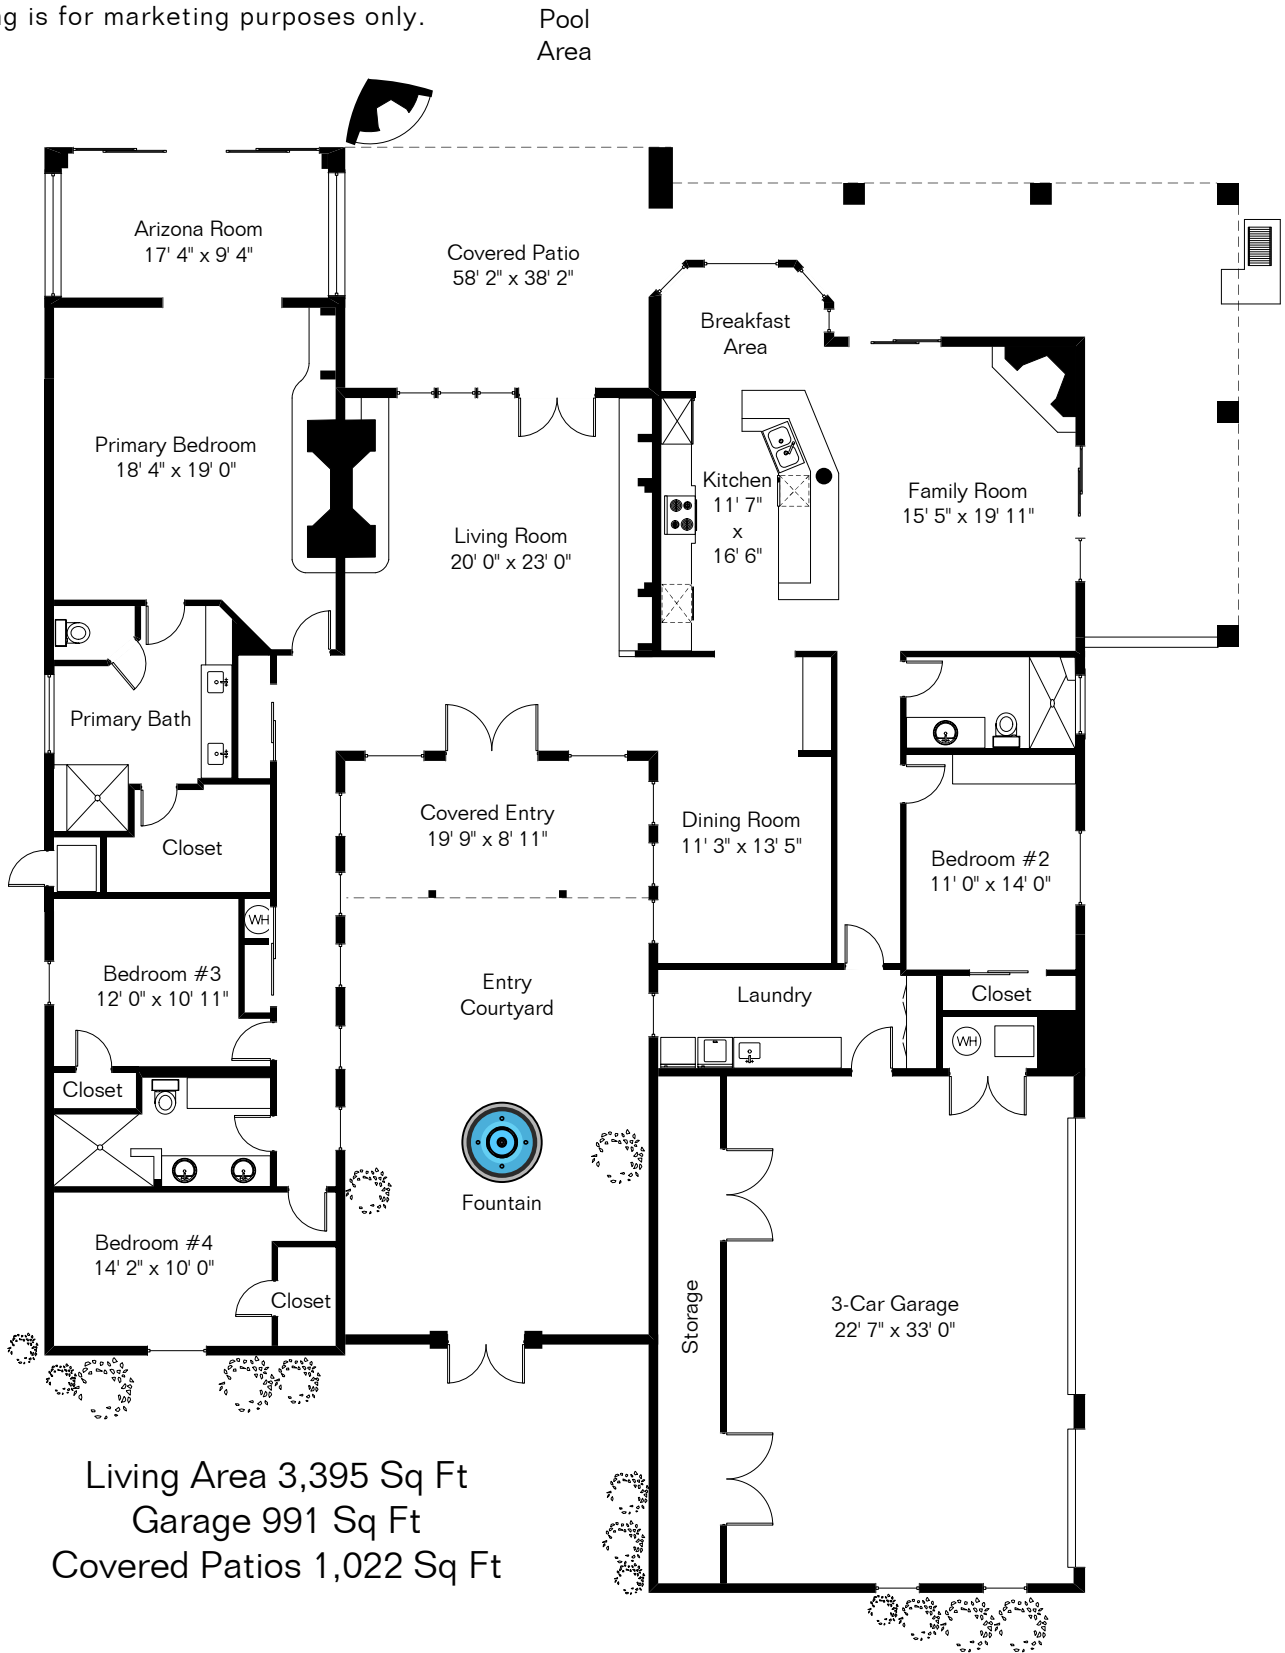 g is for marketing purposes only.
Pool
Area
Arizona Room
17' 4" x 9' 4"
Covered Patio
58' 2" x 38' 2"
Breakfast
Area
Primary Bedroom
18' 4" x 19' 0"
Living Room
20' 0" x 23' 0"
Kitchen
11' 7"
x
16' 6"
Family Room
15' 5" x 19' 11"
Primary Bath
Covered Entry
19' 9" x 8' 11"
Dining Room
11' 3" x 13' 5"
Closet
Bedroom #2
11' 0" x 14' 0"
WH
Bedroom #3
12' 0" x 10' 11"
Entry
Courtyard
Laundry
Closet
WH
Closet
Fountain
Bedroom #4
14' 2" x 10' 0"
Closet
Storage
3-Car Garage
22' 7" x 33' 0"
Living Area 3,395 Sq Ft
Garage 991 Sq Ft
Covered Patios 1,022 Sq Ft